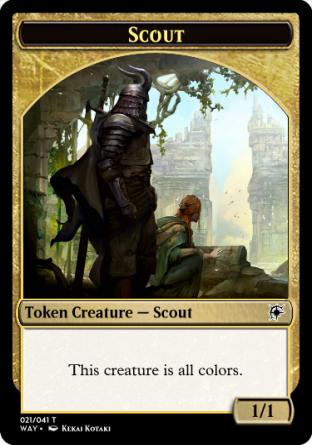 Scout
Token Creature — Scout
This creature is all colors.
1/1
021/041 T
WAY • Kekai Kotaki